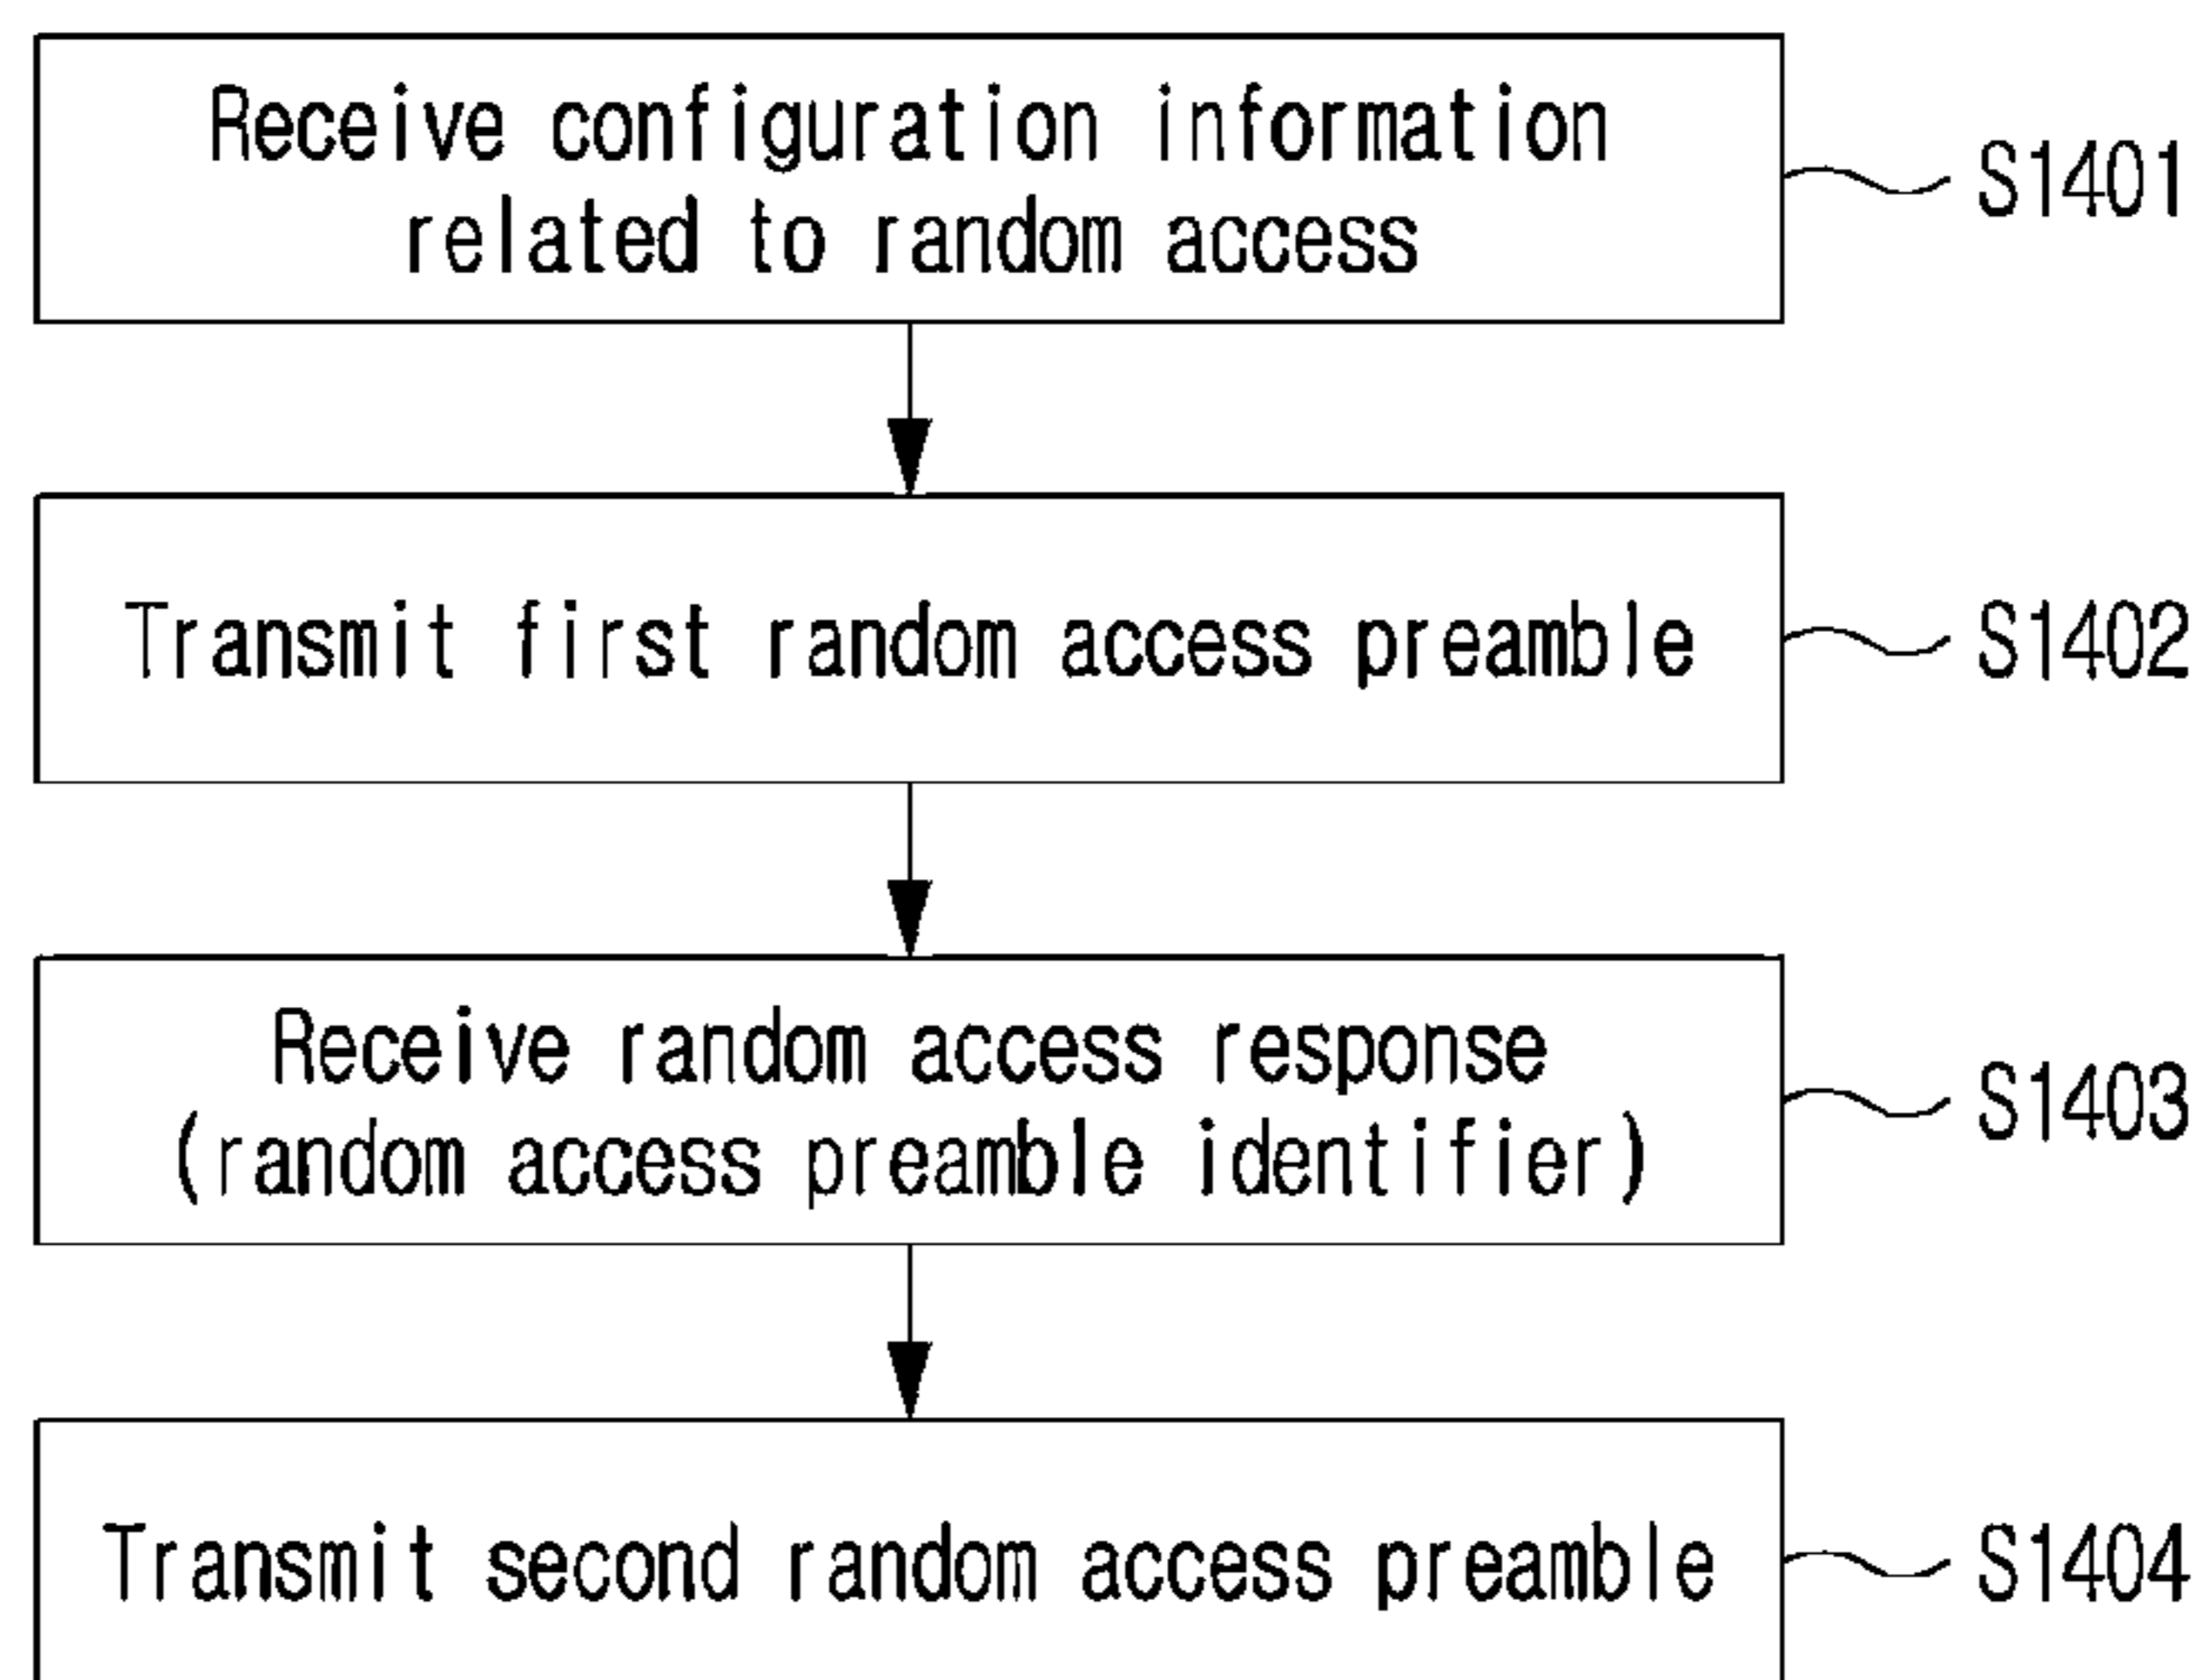 Receive configuration information
related to random access
S1401
Transmit first random access preamble
S1402
Receive random access response
(random access preamble identifier)
S1403
Transmit second random access preamble
S1404